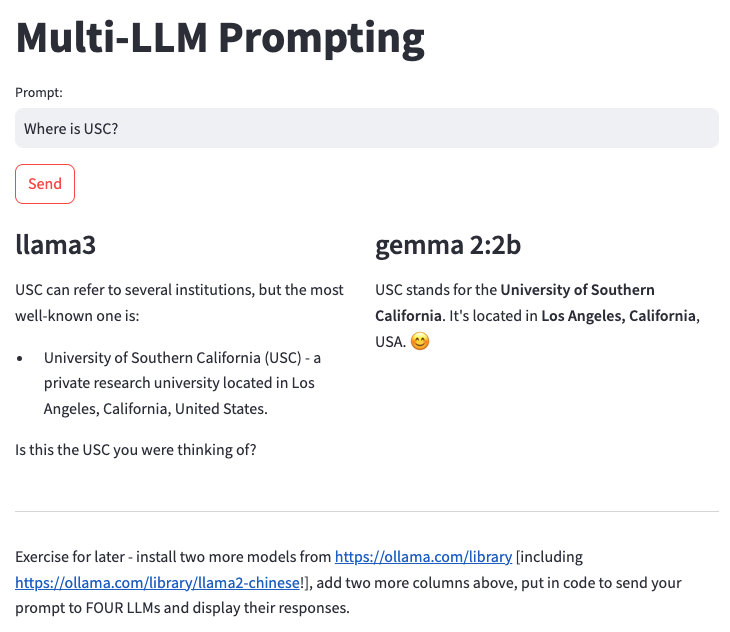 Multi-LLM Prompting
Prompt:
Where is USC?
Send
llama3
USC can refer to several institutions, but the most
well-known one is:
• University of Southern California (USC) - a
private research university located in Los
Angeles, California, United States.
Is this the USC you were thinking of?
gemma 2:2b
USC stands for the University of Southern
California. It's located in Los Angeles, California,
USA. 😊
Exercise for later - install two more models from https://ollama.com/library [including
https://ollama.com/library/llama2-chinese!], add two more columns above, put in code to send your
prompt to FOUR LLMs and display their responses.